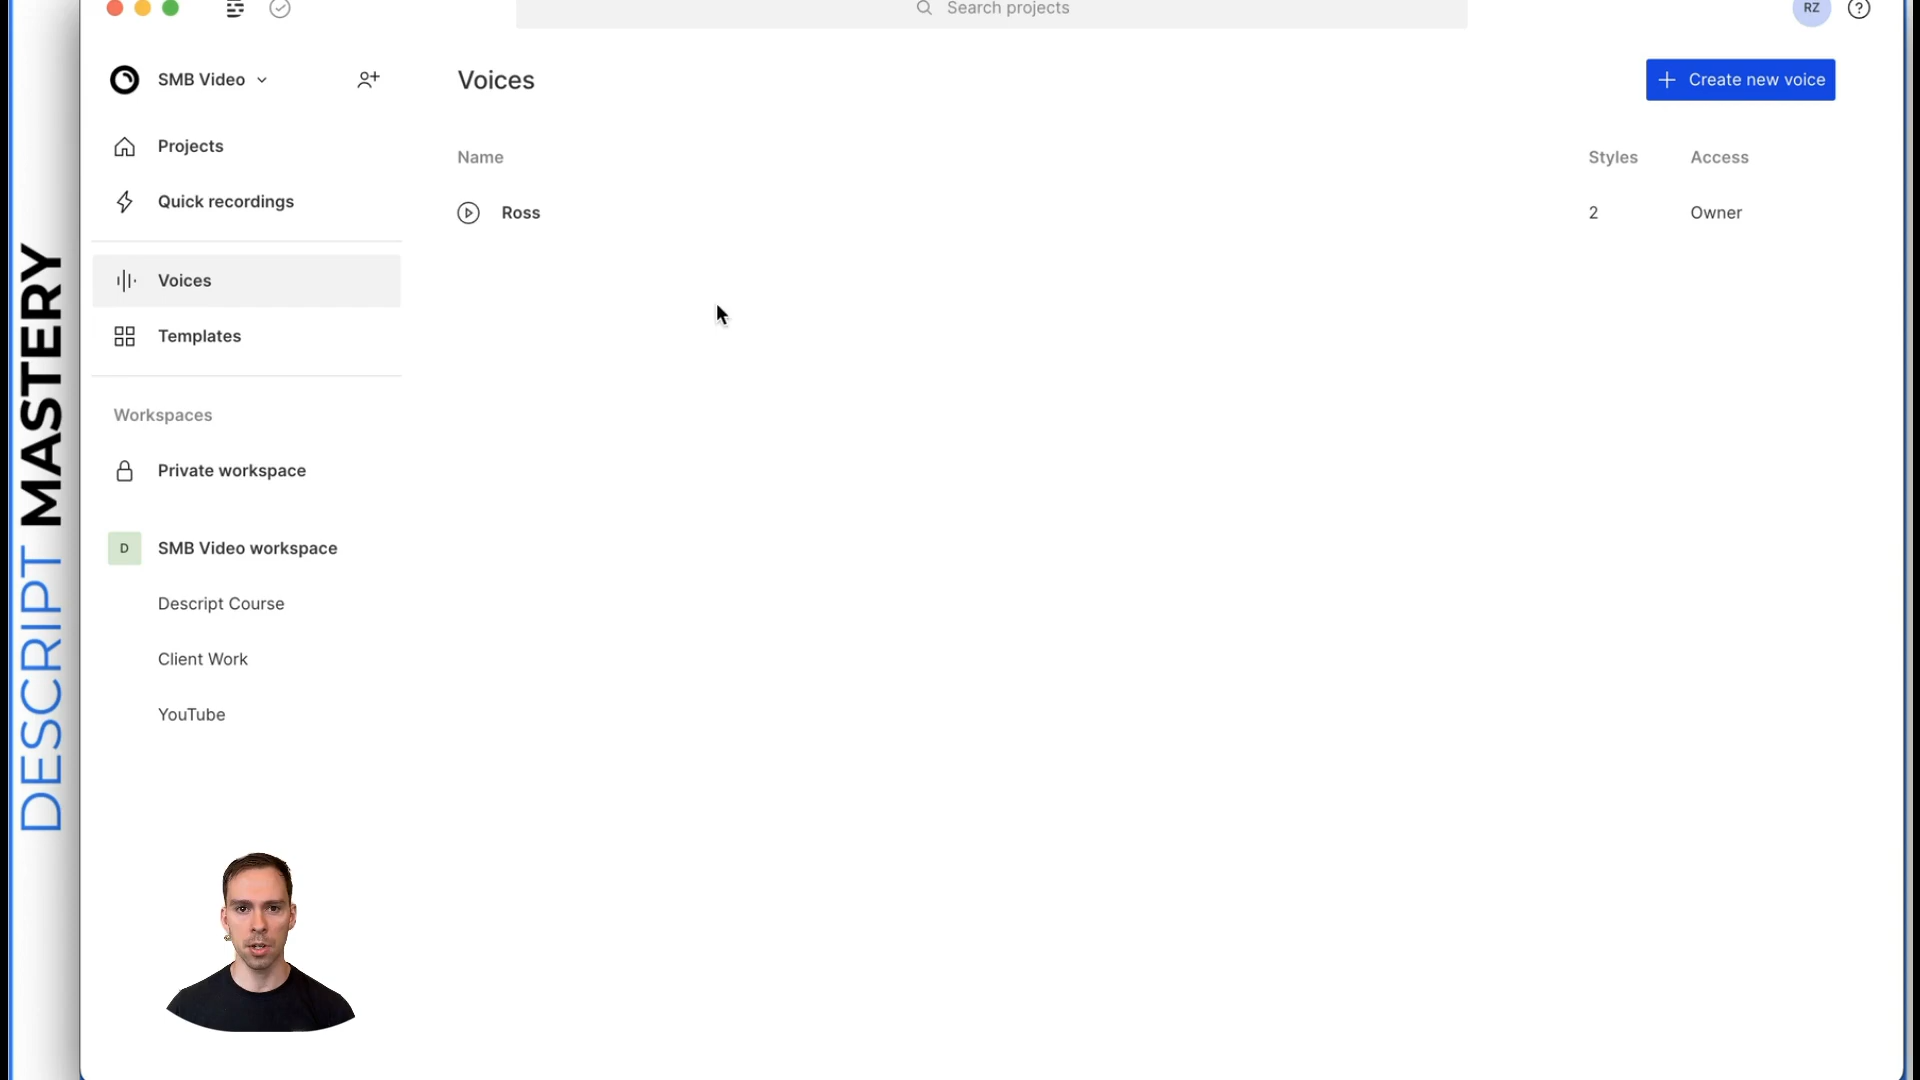 Search projects
RZ
SMB Video
Voices
Create new voice
Projects
Quick recordings
Voices
Templates
Name
Styles
Access
Ross
2
Owner
Workspaces
Private workspace
D
SMB Video workspace
Descript Course
Client Work
YouTube
DESCRIPT MASTERY